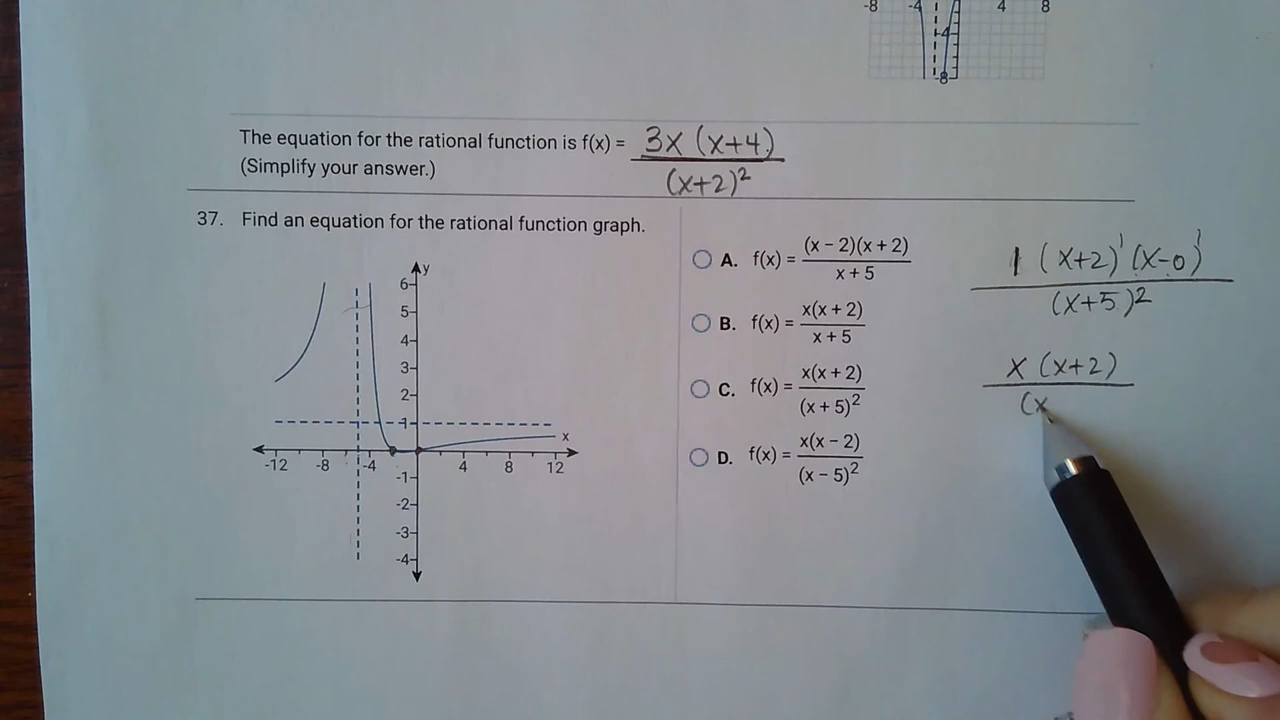 -8 -4 4 8
-4
-8
The equation for the rational function is f(x) = 3x (x+4) / (x+2)²
(Simplify your answer.)
37. Find an equation for the rational function graph.
y
6
5
4
3
2
1
x
-12 -8 -4 4 8 12
-1
-2
-3
-4
A. f(x) = (x − 2)(x + 2) / x + 5
B. f(x) = x(x + 2) / x + 5
C. f(x) = x(x + 2) / (x + 5)²
D. f(x) = x(x − 2) / (x − 5)²
1 (x+2)¹ (x-0)¹
(x+5)²
x (x+2)
(x